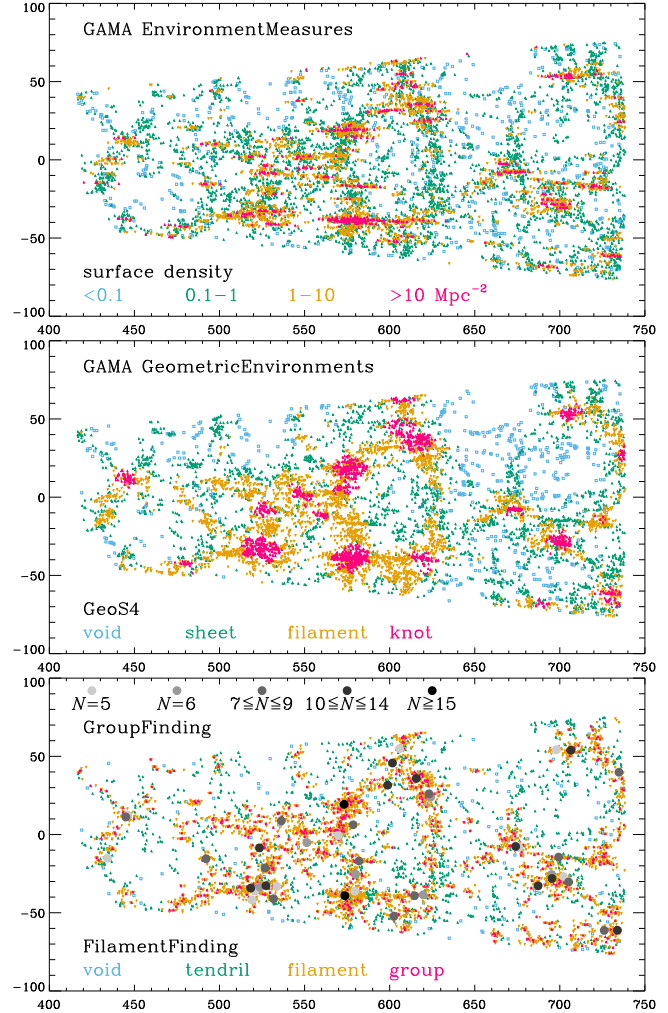 100
GAMA EnvironmentMeasures
50
0
−50
surface density
<0.1 0.1−1 1−10 >10 Mpc⁻²
−100
400 450 500 550 600 650 700 750
100
GAMA GeometricEnvironments
50
0
−50
GeoS4
void sheet filament knot
−100
400 450 500 550 600 650 700 750
100
N=5 N=6 7≦N≦9 10≦N≦14 N≧15
GroupFinding
50
0
−50
FilamentFinding
void tendril filament group
−100
400 450 500 550 600 650 700 750